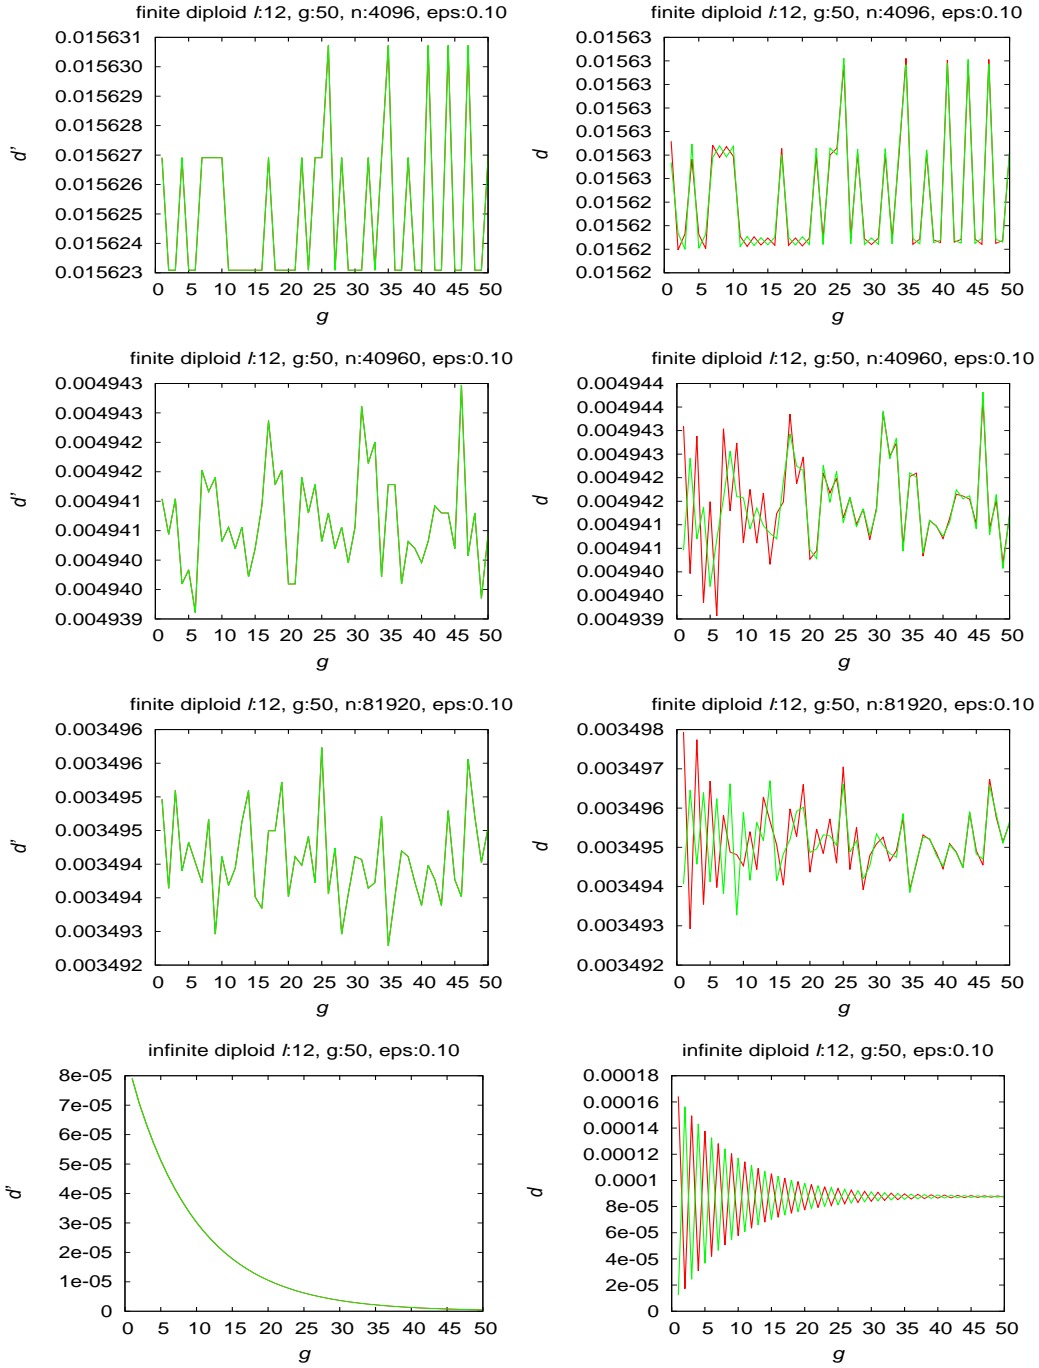 finite diploid l:12, g:50, n:4096, eps:0.10
0.015631
0.015630
0.015629
0.015628
0.015627
0.015626
0.015625
0.015624
0.015623
d'
0 5 10 15 20 25 30 35 40 45 50
g
finite diploid l:12, g:50, n:4096, eps:0.10
0.01563
0.01563
0.01563
0.01563
0.01563
0.01563
0.01563
0.01562
0.01562
0.01562
0.01562
d
0 5 10 15 20 25 30 35 40 45 50
g
finite diploid l:12, g:50, n:40960, eps:0.10
0.004943
0.004942
0.004942
0.004941
0.004941
0.004940
0.004940
0.004939
d'
0 5 10 15 20 25 30 35 40 45 50
g
finite diploid l:12, g:50, n:40960, eps:0.10
0.004944
0.004944
0.004943
0.004943
0.004942
0.004942
0.004941
0.004941
0.004940
0.004940
0.004939
d
0 5 10 15 20 25 30 35 40 45 50
g
finite diploid l:12, g:50, n:81920, eps:0.10
0.003496
0.003495
0.003495
0.003494
0.003494
0.003493
0.003492
d'
0 5 10 15 20 25 30 35 40 45 50
g
finite diploid l:12, g:50, n:81920, eps:0.10
0.003498
0.003497
0.003496
0.003495
0.003494
0.003493
0.003492
d
0 5 10 15 20 25 30 35 40 45 50
g
infinite diploid l:12, g:50, eps:0.10
8e-05
7e-05
6e-05
5e-05
4e-05
3e-05
2e-05
1e-05
0
d'
0 5 10 15 20 25 30 35 40 45 50
g
infinite diploid l:12, g:50, eps:0.10
0.00018
0.00016
0.00014
0.00012
0.0001
8e-05
6e-05
4e-05
2e-05
0
d
0 5 10 15 20 25 30 35 40 45 50
g